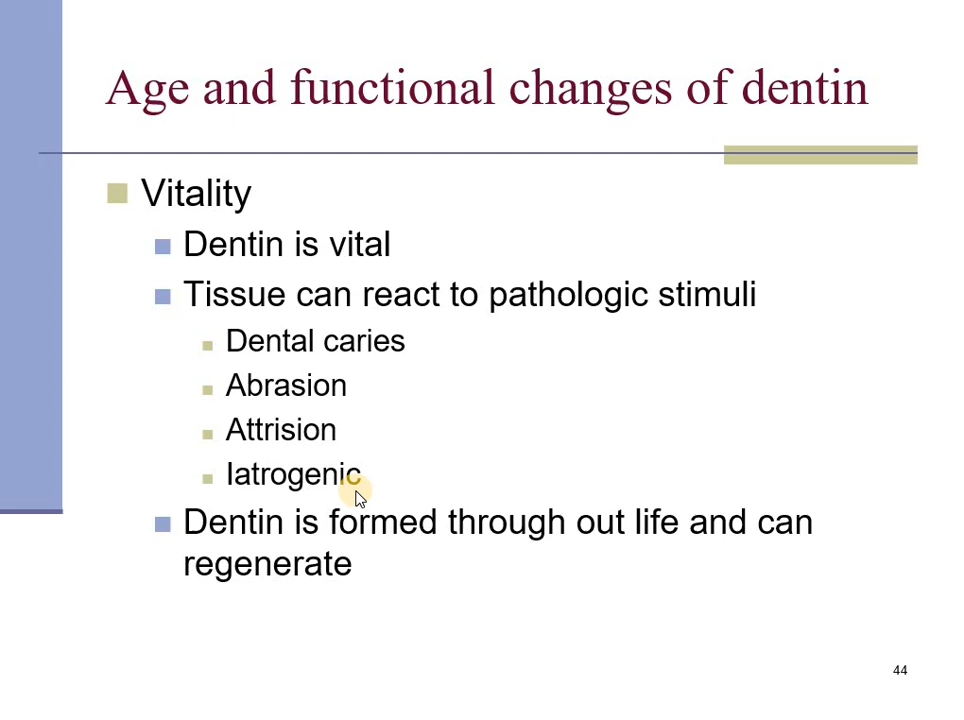 Age and functional changes of dentin
Vitality
Dentin is vital
Tissue can react to pathologic stimuli
Dental caries
Abrasion
Attrision
Iatrogenic
Dentin is formed through out life and can
regenerate
44